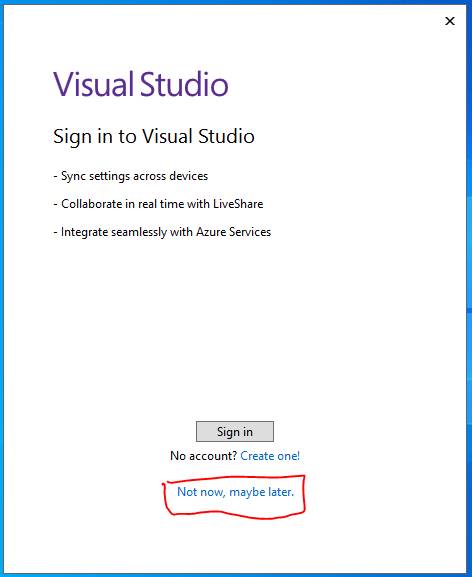 Visual Studio
Sign in to Visual Studio
- Sync settings across devices
- Collaborate in real time with LiveShare
- Integrate seamlessly with Azure Services
Sign in
No account? Create one!
Not now, maybe later.